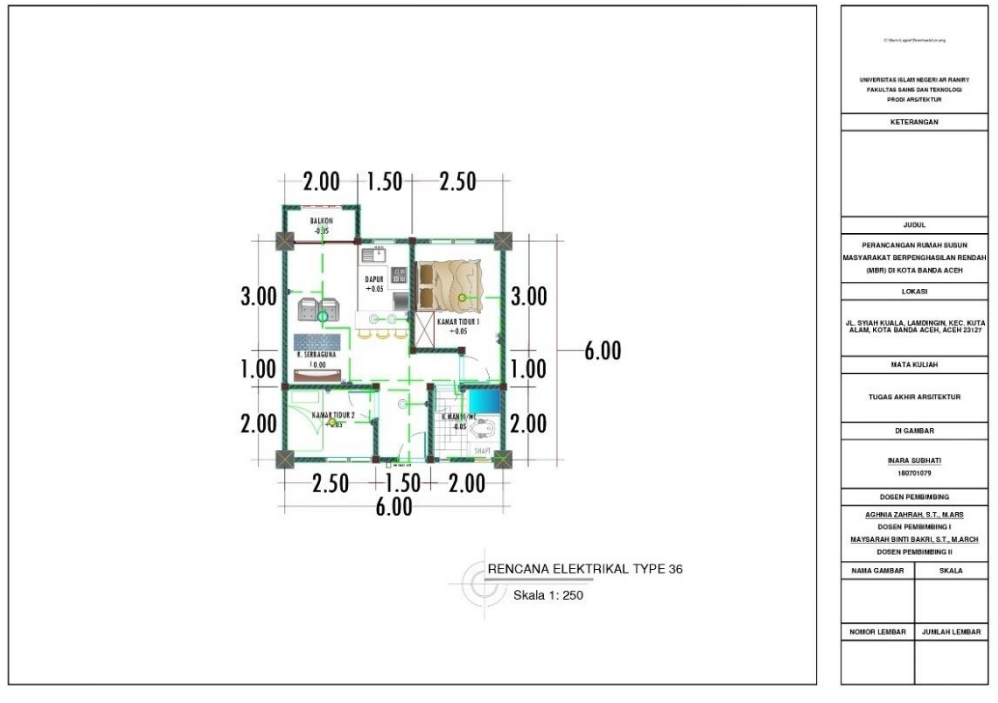 2.00 1.50 2.50
BALKON
-0.05
DAPUR
+0.05
3.00 3.00
KAMAR TIDUR 1
+0.05
6.00
R. SERBAGUNA
1.00 1.00
KAMAR TIDUR 2
K.MANDI/WC
-0.05
2.00 2.00
SHAFT
2.50 1.50 2.00
6.00
RENCANA ELEKTRIKAL TYPE 36
Skala 1: 250
UNIVERSITAS ISLAM NEGERI AR RANIRY
FAKULTAS SAINS DAN TEKNOLOGI
PRODI ARSITEKTUR
KETERANGAN
JUDUL
PERANCANGAN RUMAH SUSUN
MASYARAKAT BERPENGHASILAN RENDAH
(MBR) DI KOTA BANDA ACEH
LOKASI
JL. SYIAH KUALA, LAMDINGIN, KEC. KUTA
ALAM, KOTA BANDA ACEH, ACEH 23127
MATA KULIAH
TUGAS AKHIR ARSITEKTUR
DI GAMBAR
INARA SUBHATI
180701079
DOSEN PEMBIMBING
AGHNIA ZAHRAH, S.T., M.ARS
DOSEN PEMBIMBING I
MAYSARAH BINTI BAKRI, S.T., M.ARCH
DOSEN PEMBIMBING II
NAMA GAMBAR SKALA
NOMOR LEMBAR JUMLAH LEMBAR